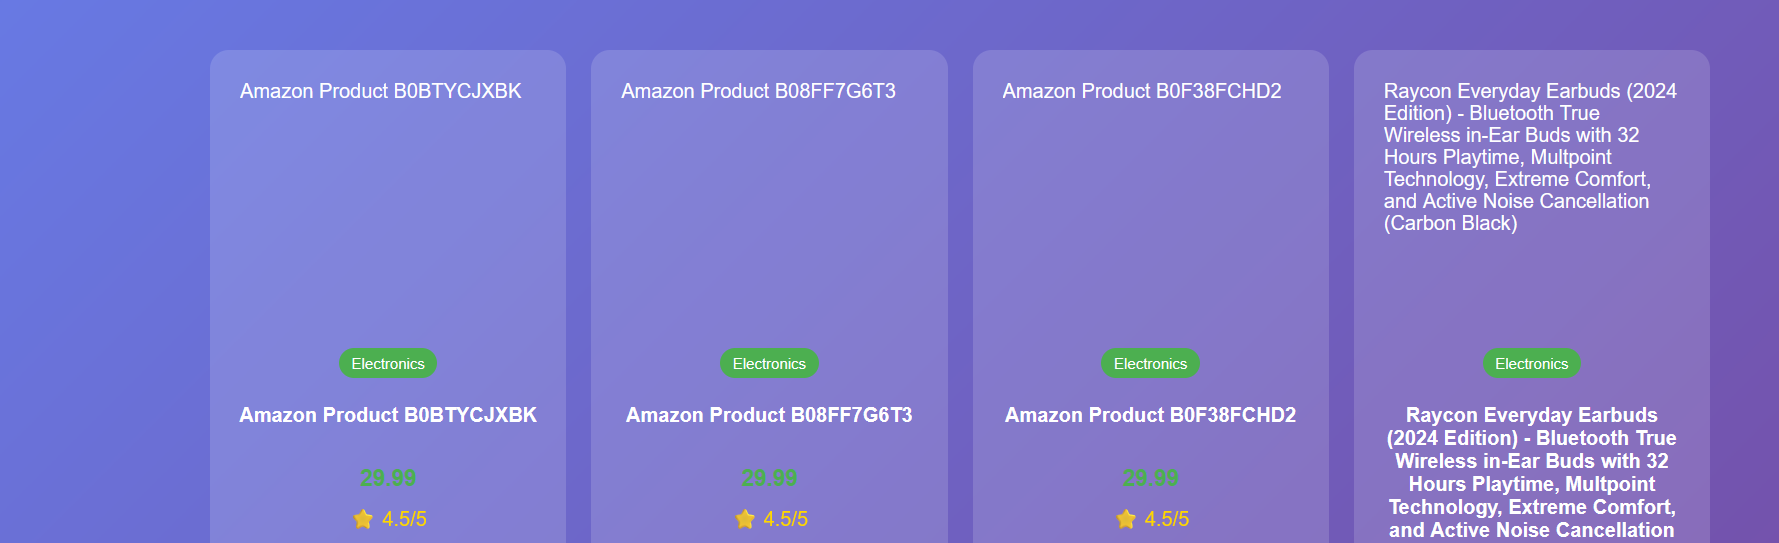 Amazon Product B0BTYCJXBK
Electronics
Amazon Product B0BTYCJXBK
29.99
4.5/5
Amazon Product B08FF7G6T3
Electronics
Amazon Product B08FF7G6T3
29.99
4.5/5
Amazon Product B0F38FCHD2
Electronics
Amazon Product B0F38FCHD2
29.99
4.5/5
Raycon Everyday Earbuds (2024
Edition) - Bluetooth True
Wireless in-Ear Buds with 32
Hours Playtime, Multpoint
Technology, Extreme Comfort,
and Active Noise Cancellation
(Carbon Black)
Electronics
Raycon Everyday Earbuds
(2024 Edition) - Bluetooth True
Wireless in-Ear Buds with 32
Hours Playtime, Multpoint
Technology, Extreme Comfort,
and Active Noise Cancellation